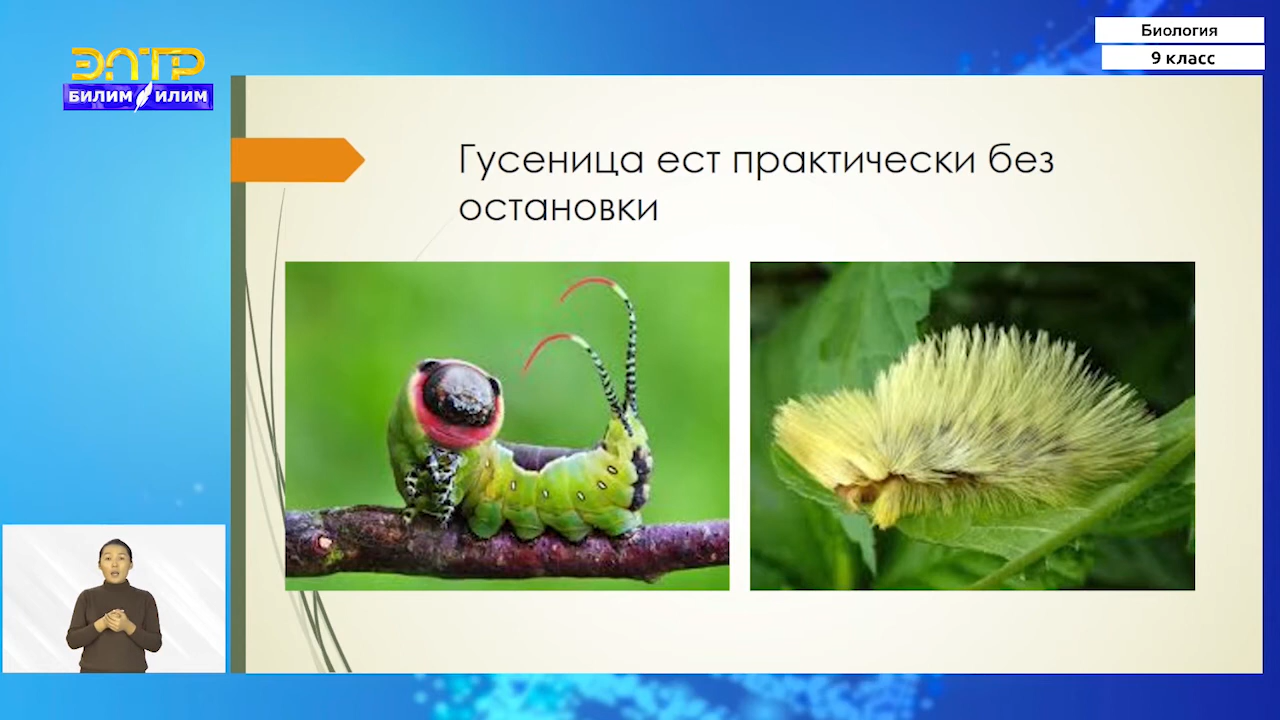 Биология
9 класс
ЭЛТР
БИЛИМ ИЛИМ
Гусеница ест практически без
остановки